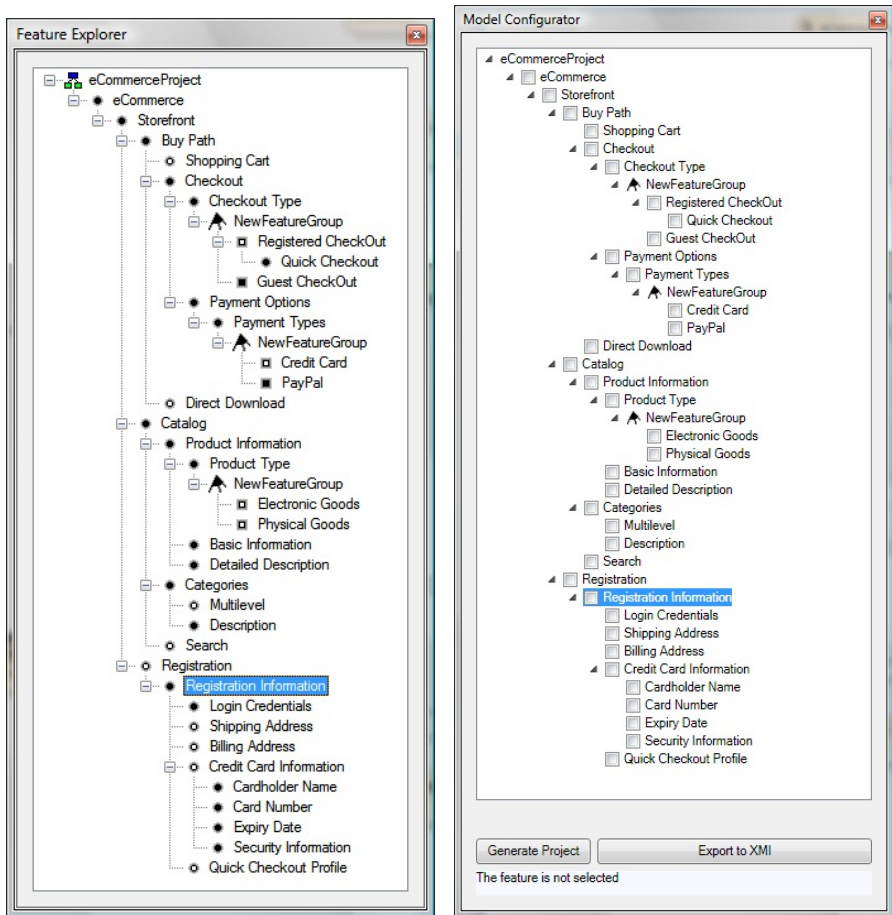 Feature Explorer
eCommerceProject
eCommerce
Storefront
Buy Path
Shopping Cart
Checkout
Checkout Type
NewFeatureGroup
Registered CheckOut
Quick Checkout
Guest CheckOut
Payment Options
Payment Types
NewFeatureGroup
Credit Card
PayPal
Direct Download
Catalog
Product Information
Product Type
NewFeatureGroup
Electronic Goods
Physical Goods
Basic Information
Detailed Description
Categories
Multilevel
Description
Search
Registration
Registration Information
Login Credentials
Shipping Address
Billing Address
Credit Card Information
Cardholder Name
Card Number
Expiry Date
Security Information
Quick Checkout Profile
Model Configurator
eCommerceProject
eCommerce
Storefront
Buy Path
Shopping Cart
Checkout
Checkout Type
NewFeatureGroup
Registered CheckOut
Quick Checkout
Guest CheckOut
Payment Options
Payment Types
NewFeatureGroup
Credit Card
PayPal
Direct Download
Catalog
Product Information
Product Type
NewFeatureGroup
Electronic Goods
Physical Goods
Basic Information
Detailed Description
Categories
Multilevel
Description
Search
Registration
Registration Information
Login Credentials
Shipping Address
Billing Address
Credit Card Information
Cardholder Name
Card Number
Expiry Date
Security Information
Quick Checkout Profile
Generate Project
Export to XMI
The feature is not selected